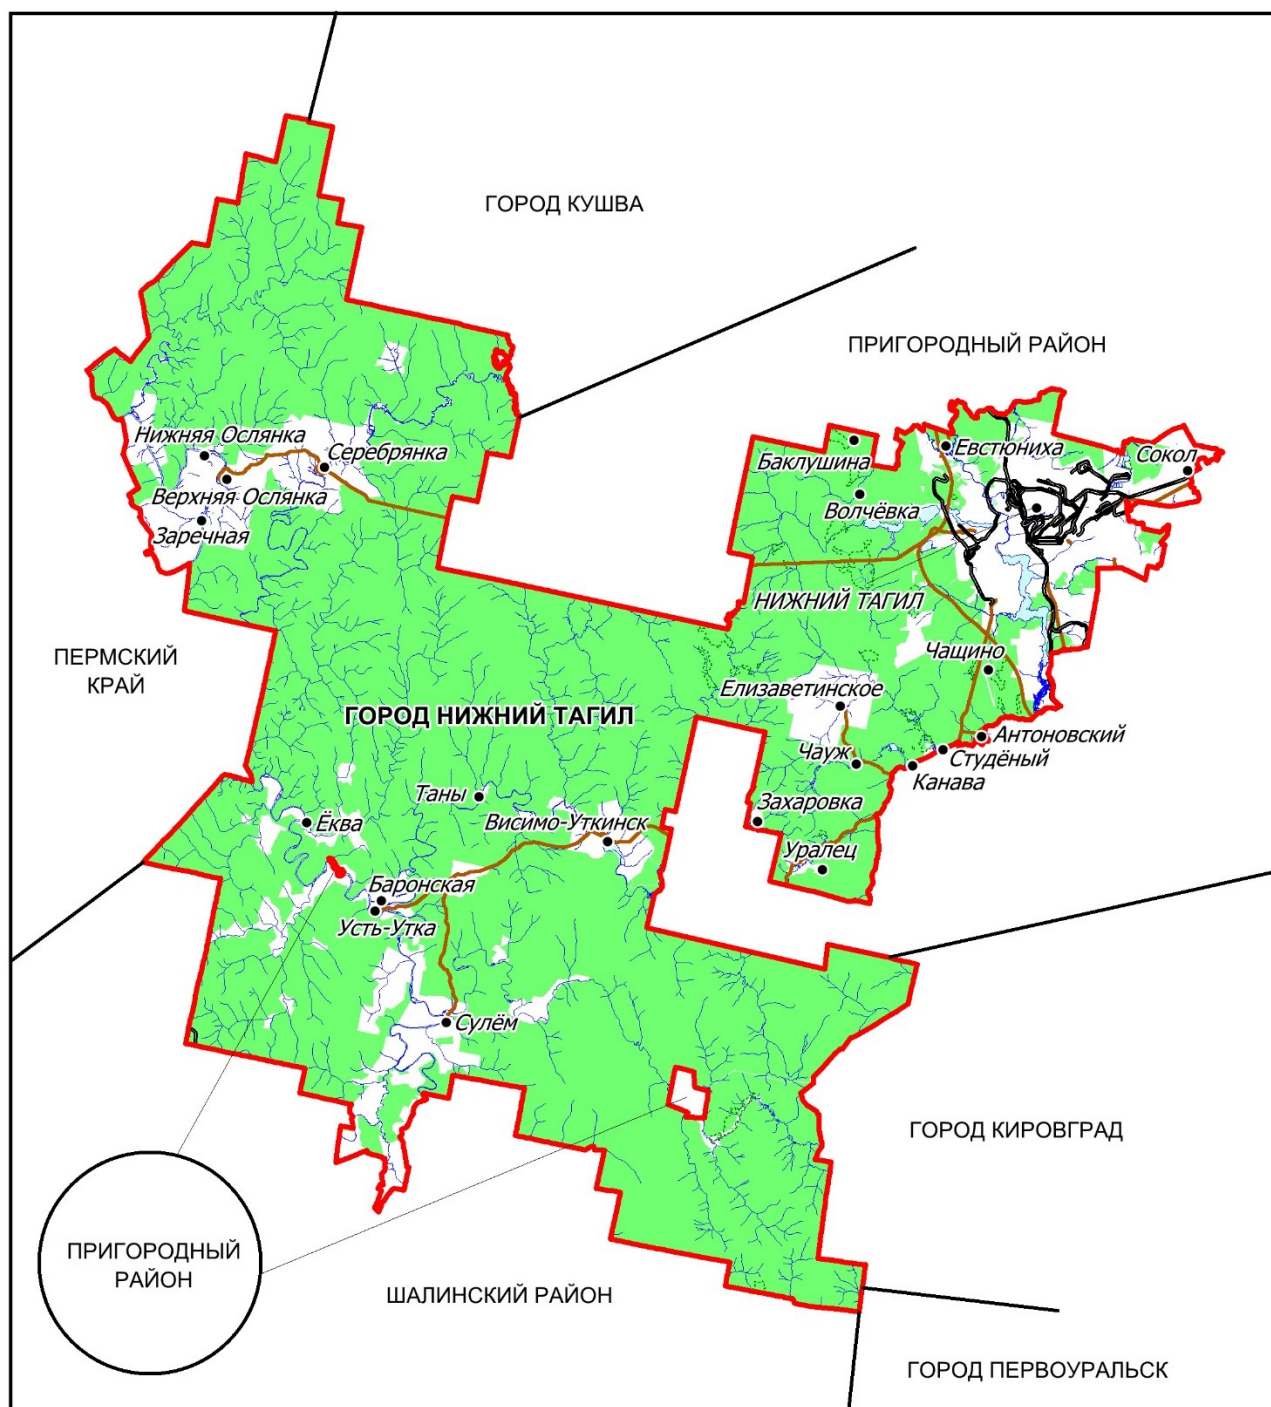 ГОРОД КУШВА
ПРИГОРОДНЫЙ РАЙОН
Нижняя Ослянка
Серебрянка
Верхняя Ослянка
Заречная
Баклушина
Евстюниха
Сокол
Волчёвка
НИЖНИЙ ТАГИЛ
ПЕРМСКИЙ
КРАЙ
Чащино
Елизаветинское
ГОРОД НИЖНИЙ ТАГИЛ
Антоновский
Студёный
Чауж
Канава
Таны
Захаровка
Ёква
Висимо-Уткинск
Уралец
Баронская
Усть-Утка
Сулём
ГОРОД КИРОВГРАД
ПРИГОРОДНЫЙ
РАЙОН
ШАЛИНСКИЙ РАЙОН
ГОРОД ПЕРВОУРАЛЬСК